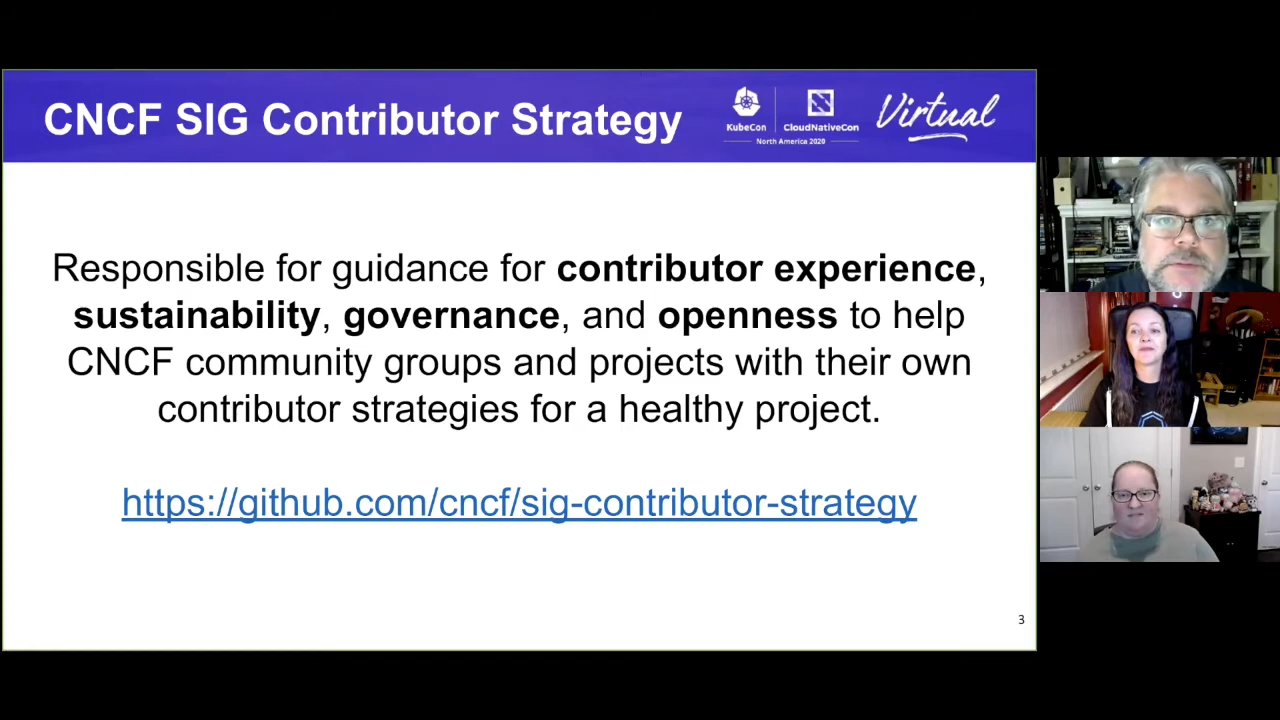 CNCF SIG Contributor Strategy
KubeCon
CloudNativeCon
North America 2020
Virtual
Responsible for guidance for contributor experience,
sustainability, governance, and openness to help
CNCF community groups and projects with their own
contributor strategies for a healthy project.
https://github.com/cncf/sig-contributor-strategy
3